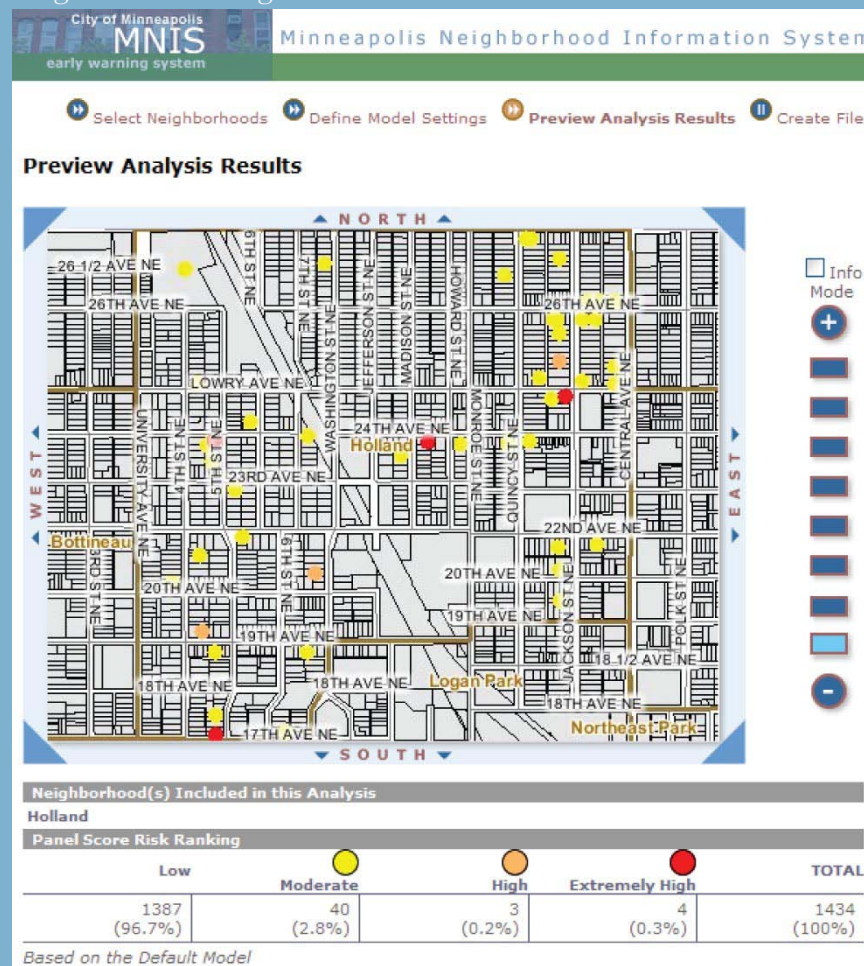 City of Minneapolis
MNIS
early warning system
Minneapolis Neighborhood Information System
Select Neighborhoods
Define Model Settings
Preview Analysis Results
Create File
Preview Analysis Results
NORTH
26 1/2 AVE NE
6TH ST NE
7TH ST NE
WASHINGTON ST NE
JEFFERSON ST NE
MADISON ST NE
HOWARD ST NE
26TH AVE NE
26TH AVE NE
Info
Mode
+
LOWRY AVE NE
UNIVERSITY AVE NE
4TH ST NE
5TH ST NE
24TH AVE NE
Holland
MONROE ST NE
QUINCY ST NE
CENTRAL AVE NE
WEST
EAST
23RD AVE NE
22ND AVE NE
Bottineau
3RD ST NE
6TH ST NE
20TH AVE NE
20TH AVE NE
19TH AVE NE
19TH AVE NE
JACKSON ST NE
POLK ST NE
18 1/2 AVE NE
18TH AVE NE
18TH AVE NE
Logan Park
18TH AVE NE
17TH AVE NE
Northeast Park
-
SOUTH
Neighborhood(s) Included in this Analysis
Holland
Panel Score Risk Ranking
Low Moderate High Extremely High TOTAL
1387 40 3 4 1434
(96.7%) (2.8%) (0.2%) (0.3%) (100%)
Based on the Default Model